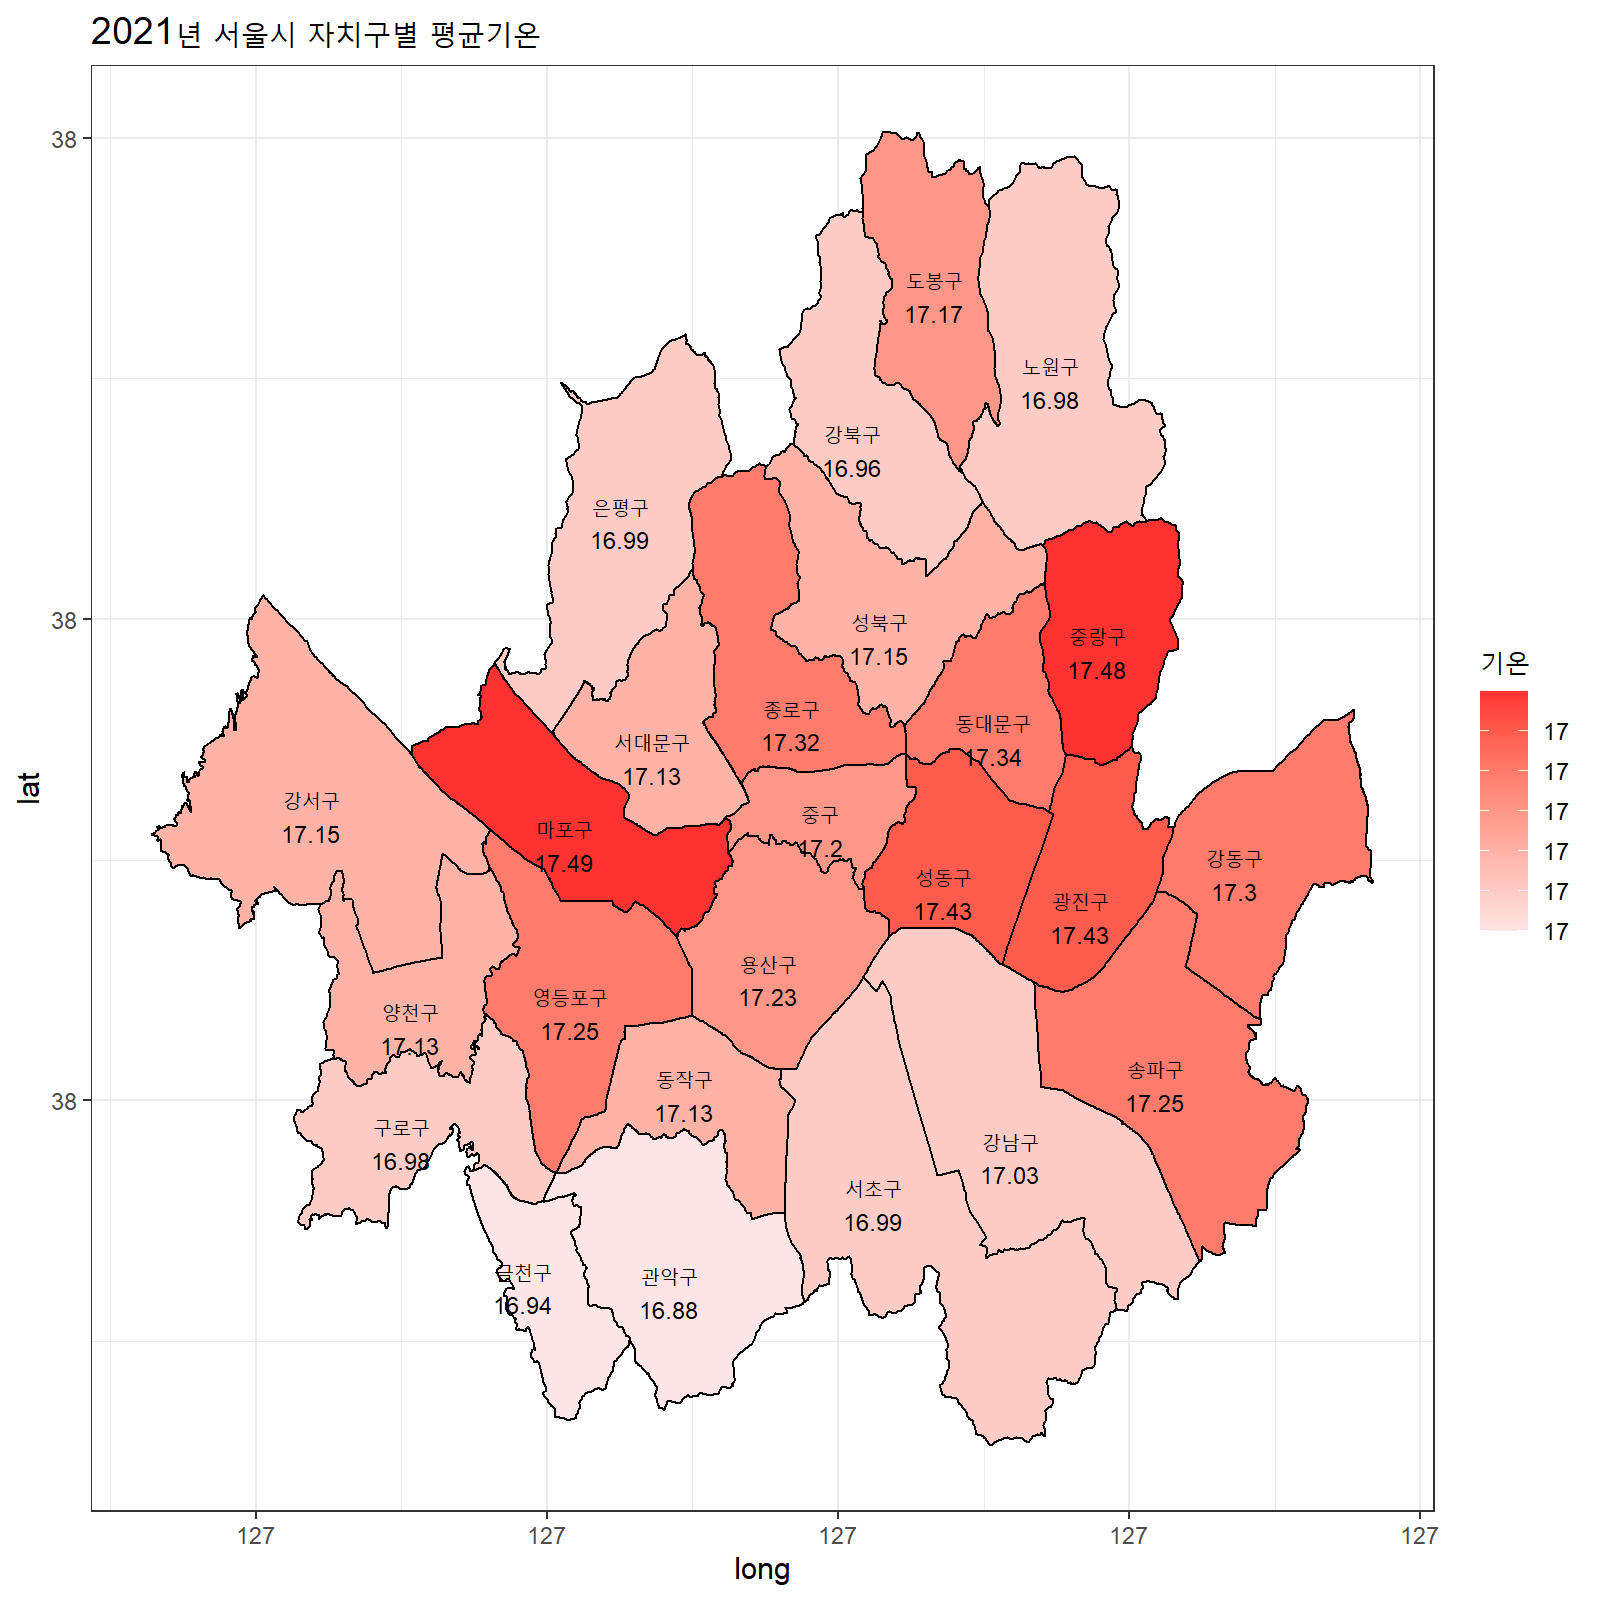 2021년 서울시 자치구별 평균기온
38
도봉구
17.17
노원구
16.98
강북구
16.96
은평구
16.99
38
성북구
17.15
중랑구
17.48
종로구
17.32
동대문구
17.34
서대문구
17.13
강서구
17.15
마포구
17.49
중구
17.2
강동구
17.3
성동구
17.43
광진구
17.43
용산구
17.23
영등포구
17.25
양천구
17.13
동작구
17.13
송파구
17.25
38
구로구
16.98
강남구
17.03
서초구
16.99
금천구
16.94
관악구
16.88
lat
127
127
127
127
127
long
기온
17
17
17
17
17
17